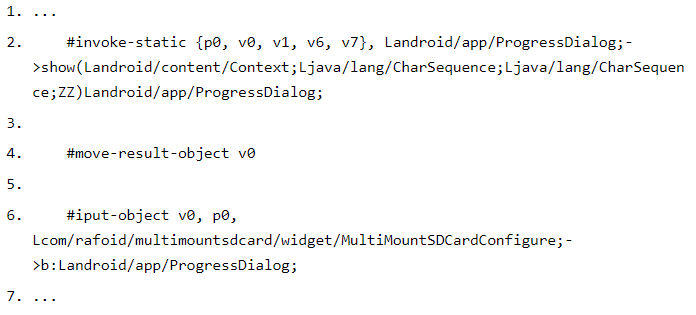 1. ...
2. #invoke-static {p0, v0, v1, v6, v7}, Landroid/app/ProgressDialog;-
>show(Landroid/content/Context;Ljava/lang/CharSequence;Ljava/lang/CharSequen
ce;ZZ)Landroid/app/ProgressDialog;
3.
4. #move-result-object v0
5.
6. #iput-object v0, p0,
Lcom/rafoid/multimountsdcard/widget/MultiMountSDCardConfigure;-
>b:Landroid/app/ProgressDialog;
7. ...